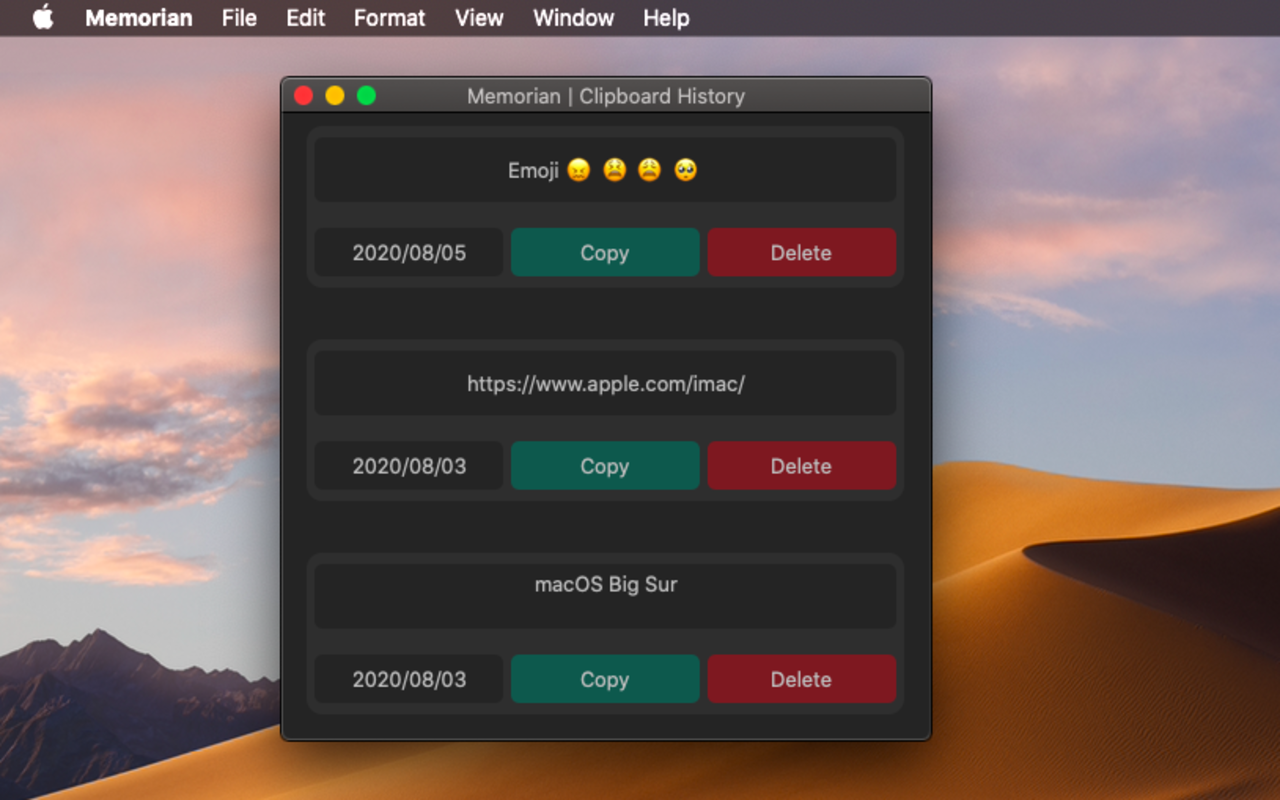 Memorian File Edit Format View Window Help
Memorian | Clipboard History
Emoji 😖 😫 😩 🥺
2020/08/05 Copy Delete
https://www.apple.com/imac/
2020/08/03 Copy Delete
macOS Big Sur
2020/08/03 Copy Delete